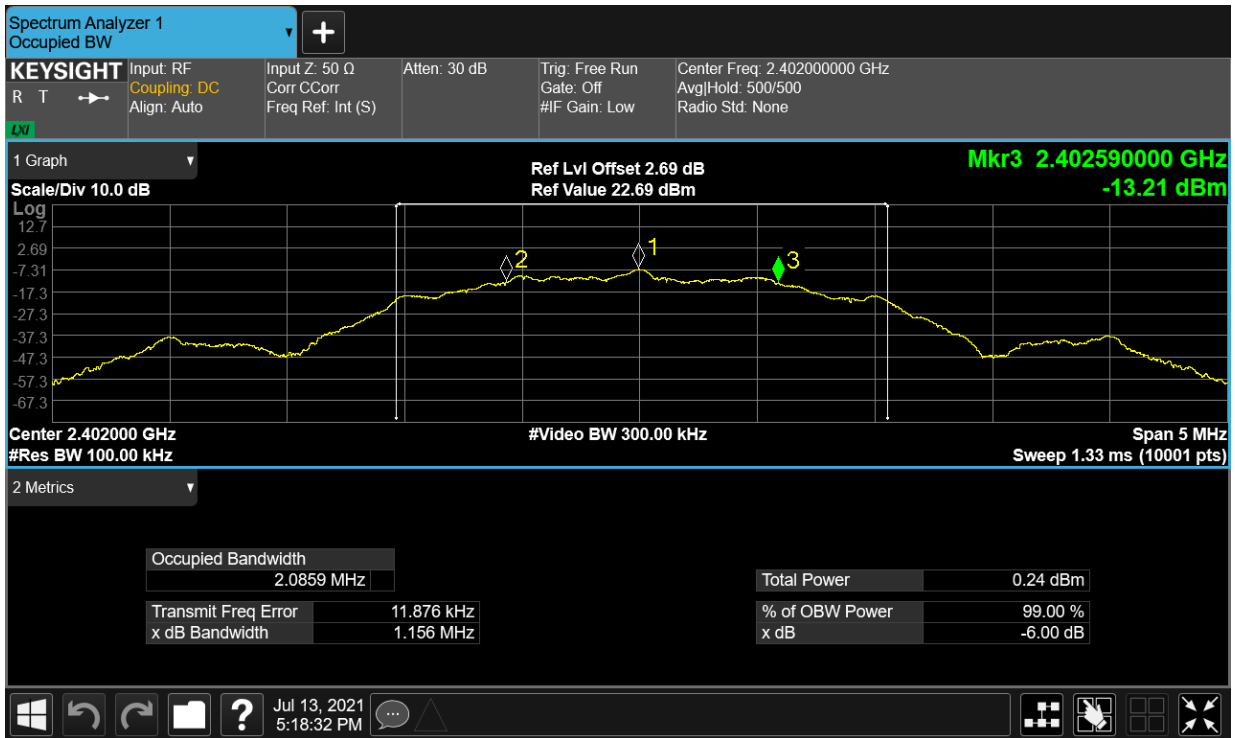 Spectrum Analyzer 1
Occupied BW
KEYSIGHT
R T
LXI
Input: RF
Coupling: DC
Align: Auto
Input Z: 50 Ω
Corr CCorr
Freq Ref: Int (S)
Atten: 30 dB
Trig: Free Run
Gate: Off
#IF Gain: Low
Center Freq: 2.402000000 GHz
Avg|Hold: 500/500
Radio Std: None
1 Graph
Scale/Div 10.0 dB
Ref Lvl Offset 2.69 dB
Ref Value 22.69 dBm
Mkr3 2.402590000 GHz
-13.21 dBm
Log
12.7
2.69
-7.31
-17.3
-27.3
-37.3
-47.3
-57.3
-67.3
2
1
3
Center 2.402000 GHz
#Video BW 300.00 kHz
Span 5 MHz
#Res BW 100.00 kHz
Sweep 1.33 ms (10001 pts)
2 Metrics
Occupied Bandwidth
2.0859 MHz
Transmit Freq Error 11.876 kHz
x dB Bandwidth 1.156 MHz
Total Power 0.24 dBm
% of OBW Power 99.00 %
x dB -6.00 dB
?
Jul 13, 2021
5:18:32 PM